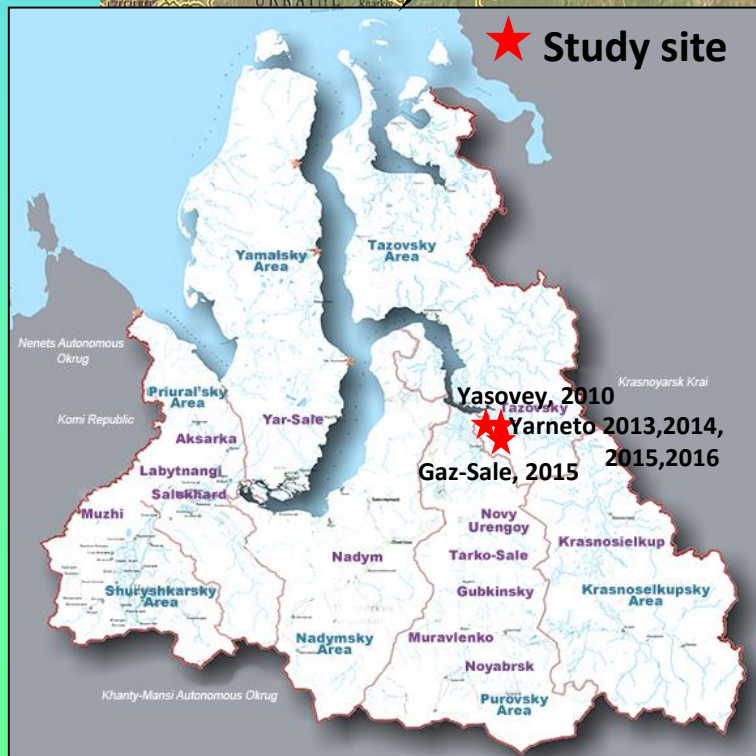 UKRAINE
Kharkiv
Study site
Yamalsky
Area
Tazovsky
Area
Nenets Autonomous
Okrug
Krasnoyarsk Krai
Priural'sky
Area
Yasovey, 2010
Tazovsky
Komi Republic
Yar-Sale
Yarneto 2013,2014,
2015,2016
Aksarka
Gaz-Sale, 2015
Labytnangi
Salekhard
Muzhi
Novy
Urengoy
Krasnosielkup
Nadym
Tarko-Sale
Shuryshkarsky
Area
Gubkinsky
Krasnoselkupsky
Area
Nadymsky
Area
Muravlenko
Noyabrsk
Purovsky
Area
Khanty-Mansi Autonomous Okrug